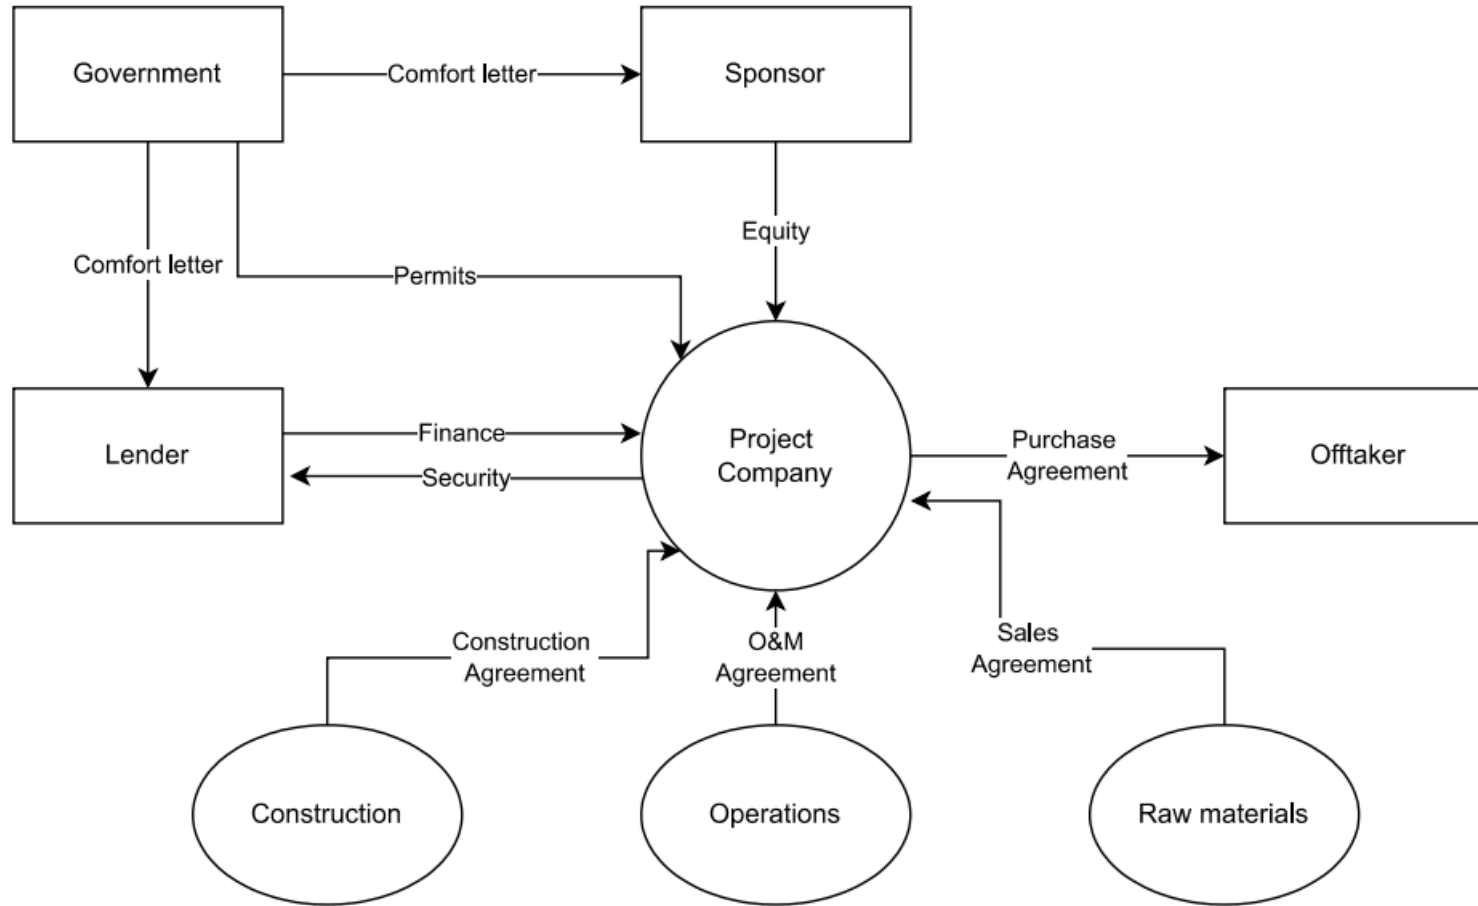 Government
Comfort letter
Sponsor
Equity
Comfort letter
Permits
Lender
Finance
Security
Project
Company
Purchase
Agreement
Offtaker
Construction
Agreement
O&M
Agreement
Sales
Agreement
Construction
Operations
Raw materials